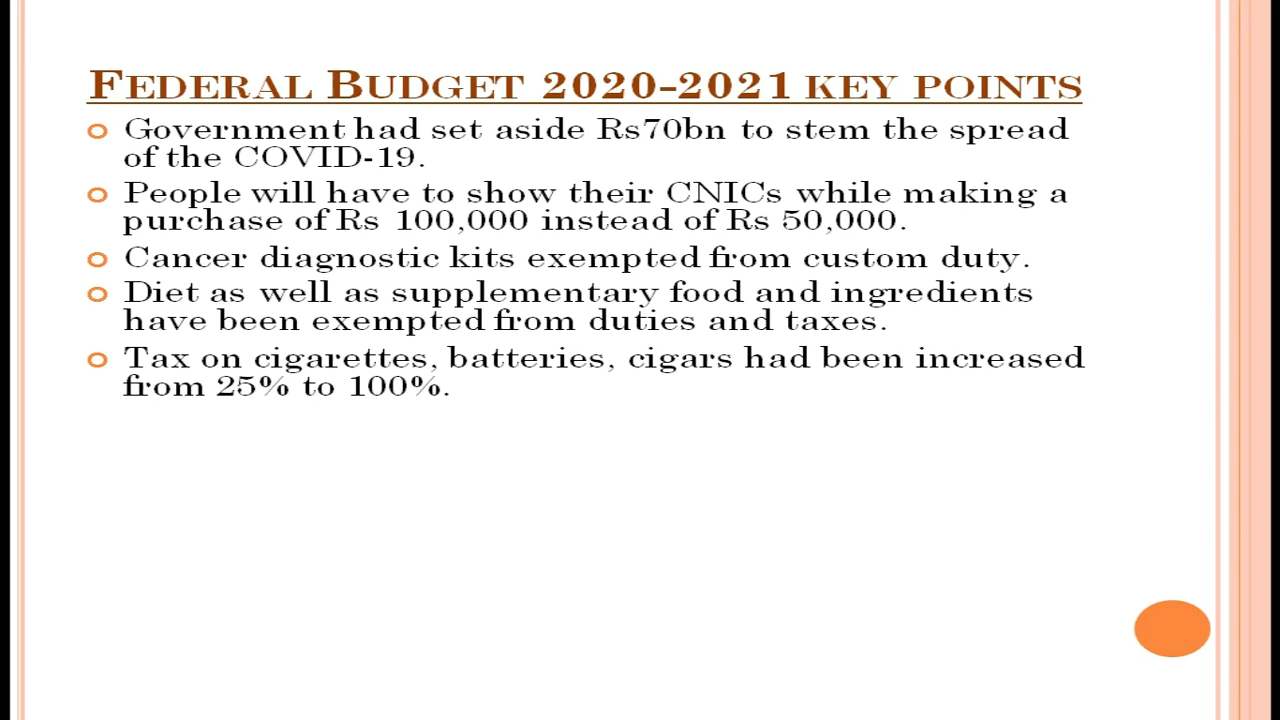 FEDERAL BUDGET 2020-2021 KEY POINTS
Government had set aside Rs70bn to stem the spread
of the COVID-19.
People will have to show their CNICs while making a
purchase of Rs 100,000 instead of Rs 50,000.
Cancer diagnostic kits exempted from custom duty.
Diet as well as supplementary food and ingredients
have been exempted from duties and taxes.
Tax on cigarettes, batteries, cigars had been increased
from 25% to 100%.